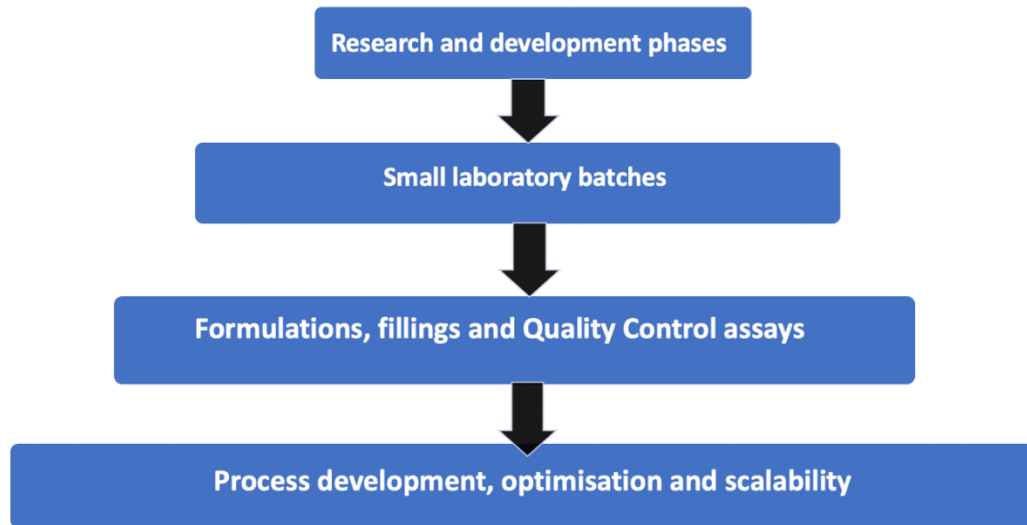 Research and development phases
Small laboratory batches
Formulations, fillings and Quality Control assays
Process development, optimisation and scalability